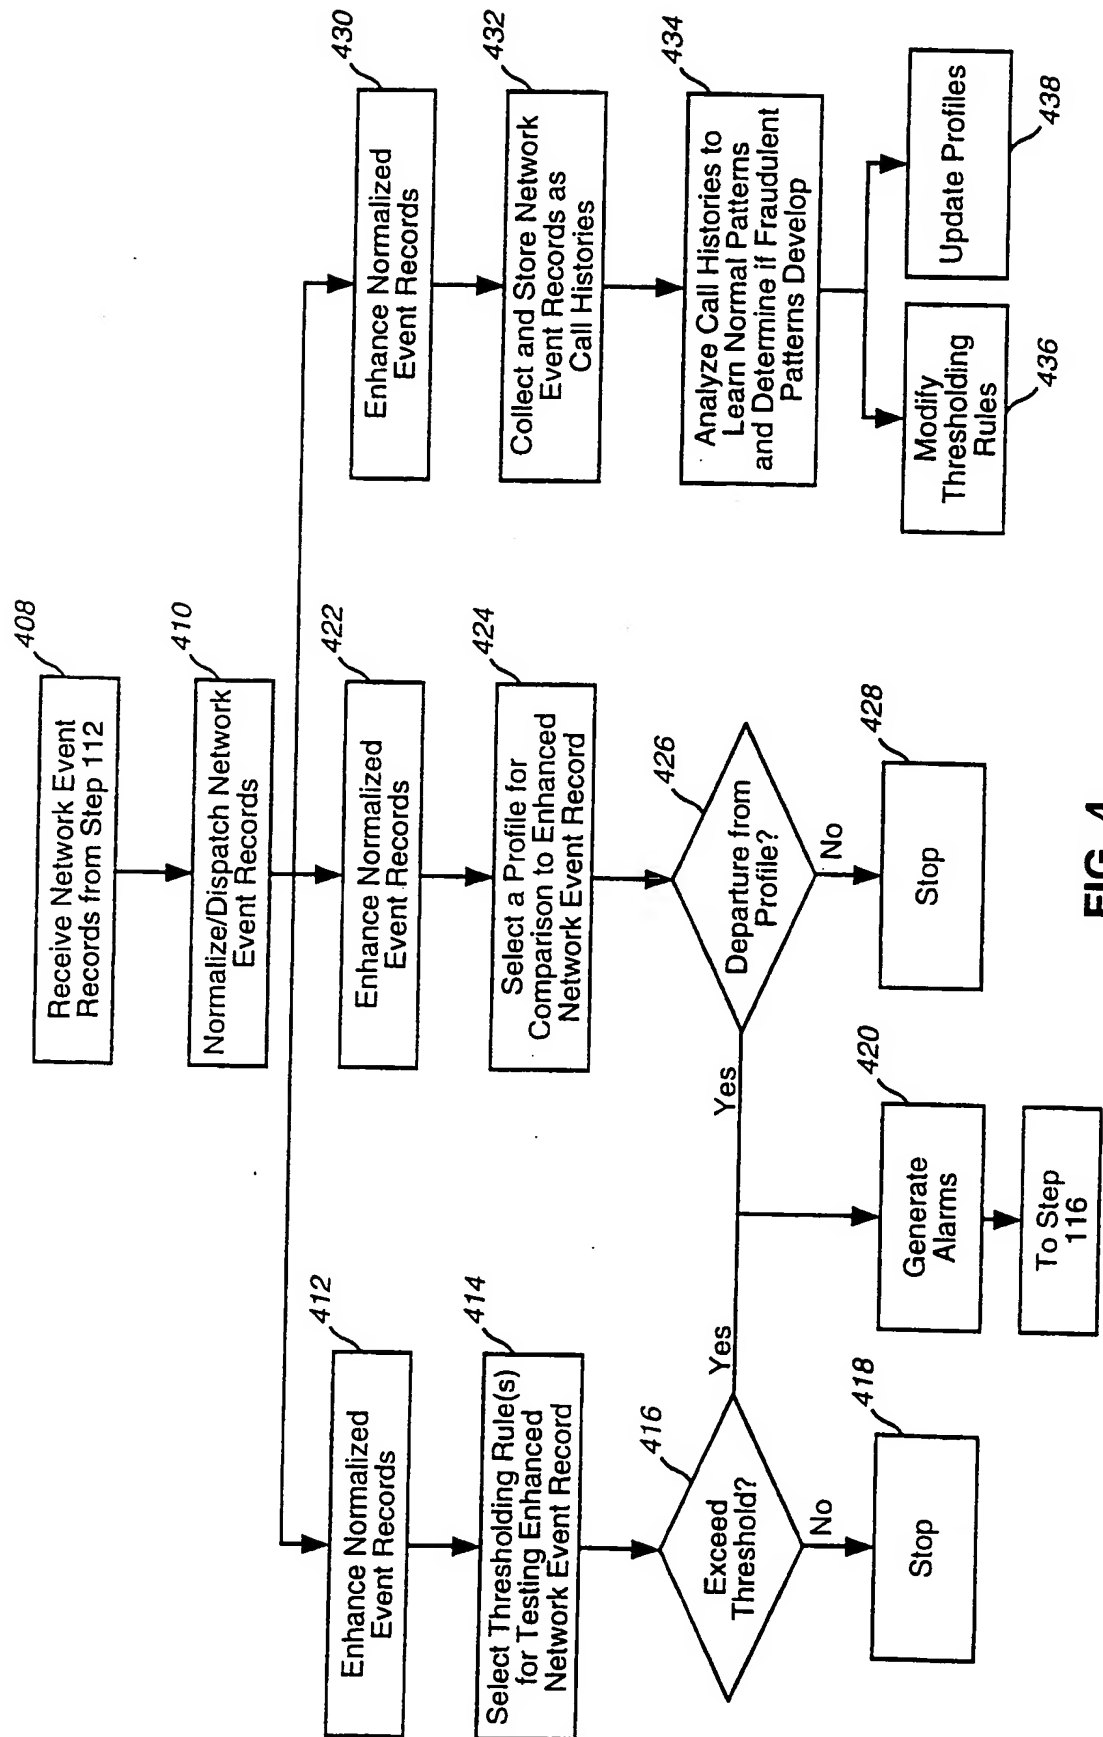 408
Receive Network Event
Records from Step 112
410
Normalize/Dispatch Network
Event Records
412
Enhance Normalized
Event Records
414
Select Thresholding Rule(s)
for Testing Enhanced
Network Event Record
416
Exceed
Threshold?
Yes
No
418
Stop
422
Enhance Normalized
Event Records
424
Select a Profile for
Comparison to Enhanced
Network Event Record
426
Departure from
Profile?
Yes
No
428
Stop
420
Generate
Alarms
To Step
116
430
Enhance Normalized
Event Records
432
Collect and Store Network
Event Records as
Call Histories
434
Analyze Call Histories to
Learn Normal Patterns
and Determine if Fraudulent
Patterns Develop
Modify
Thresholding
Rules
436
Update Profiles
438
FIG. 4